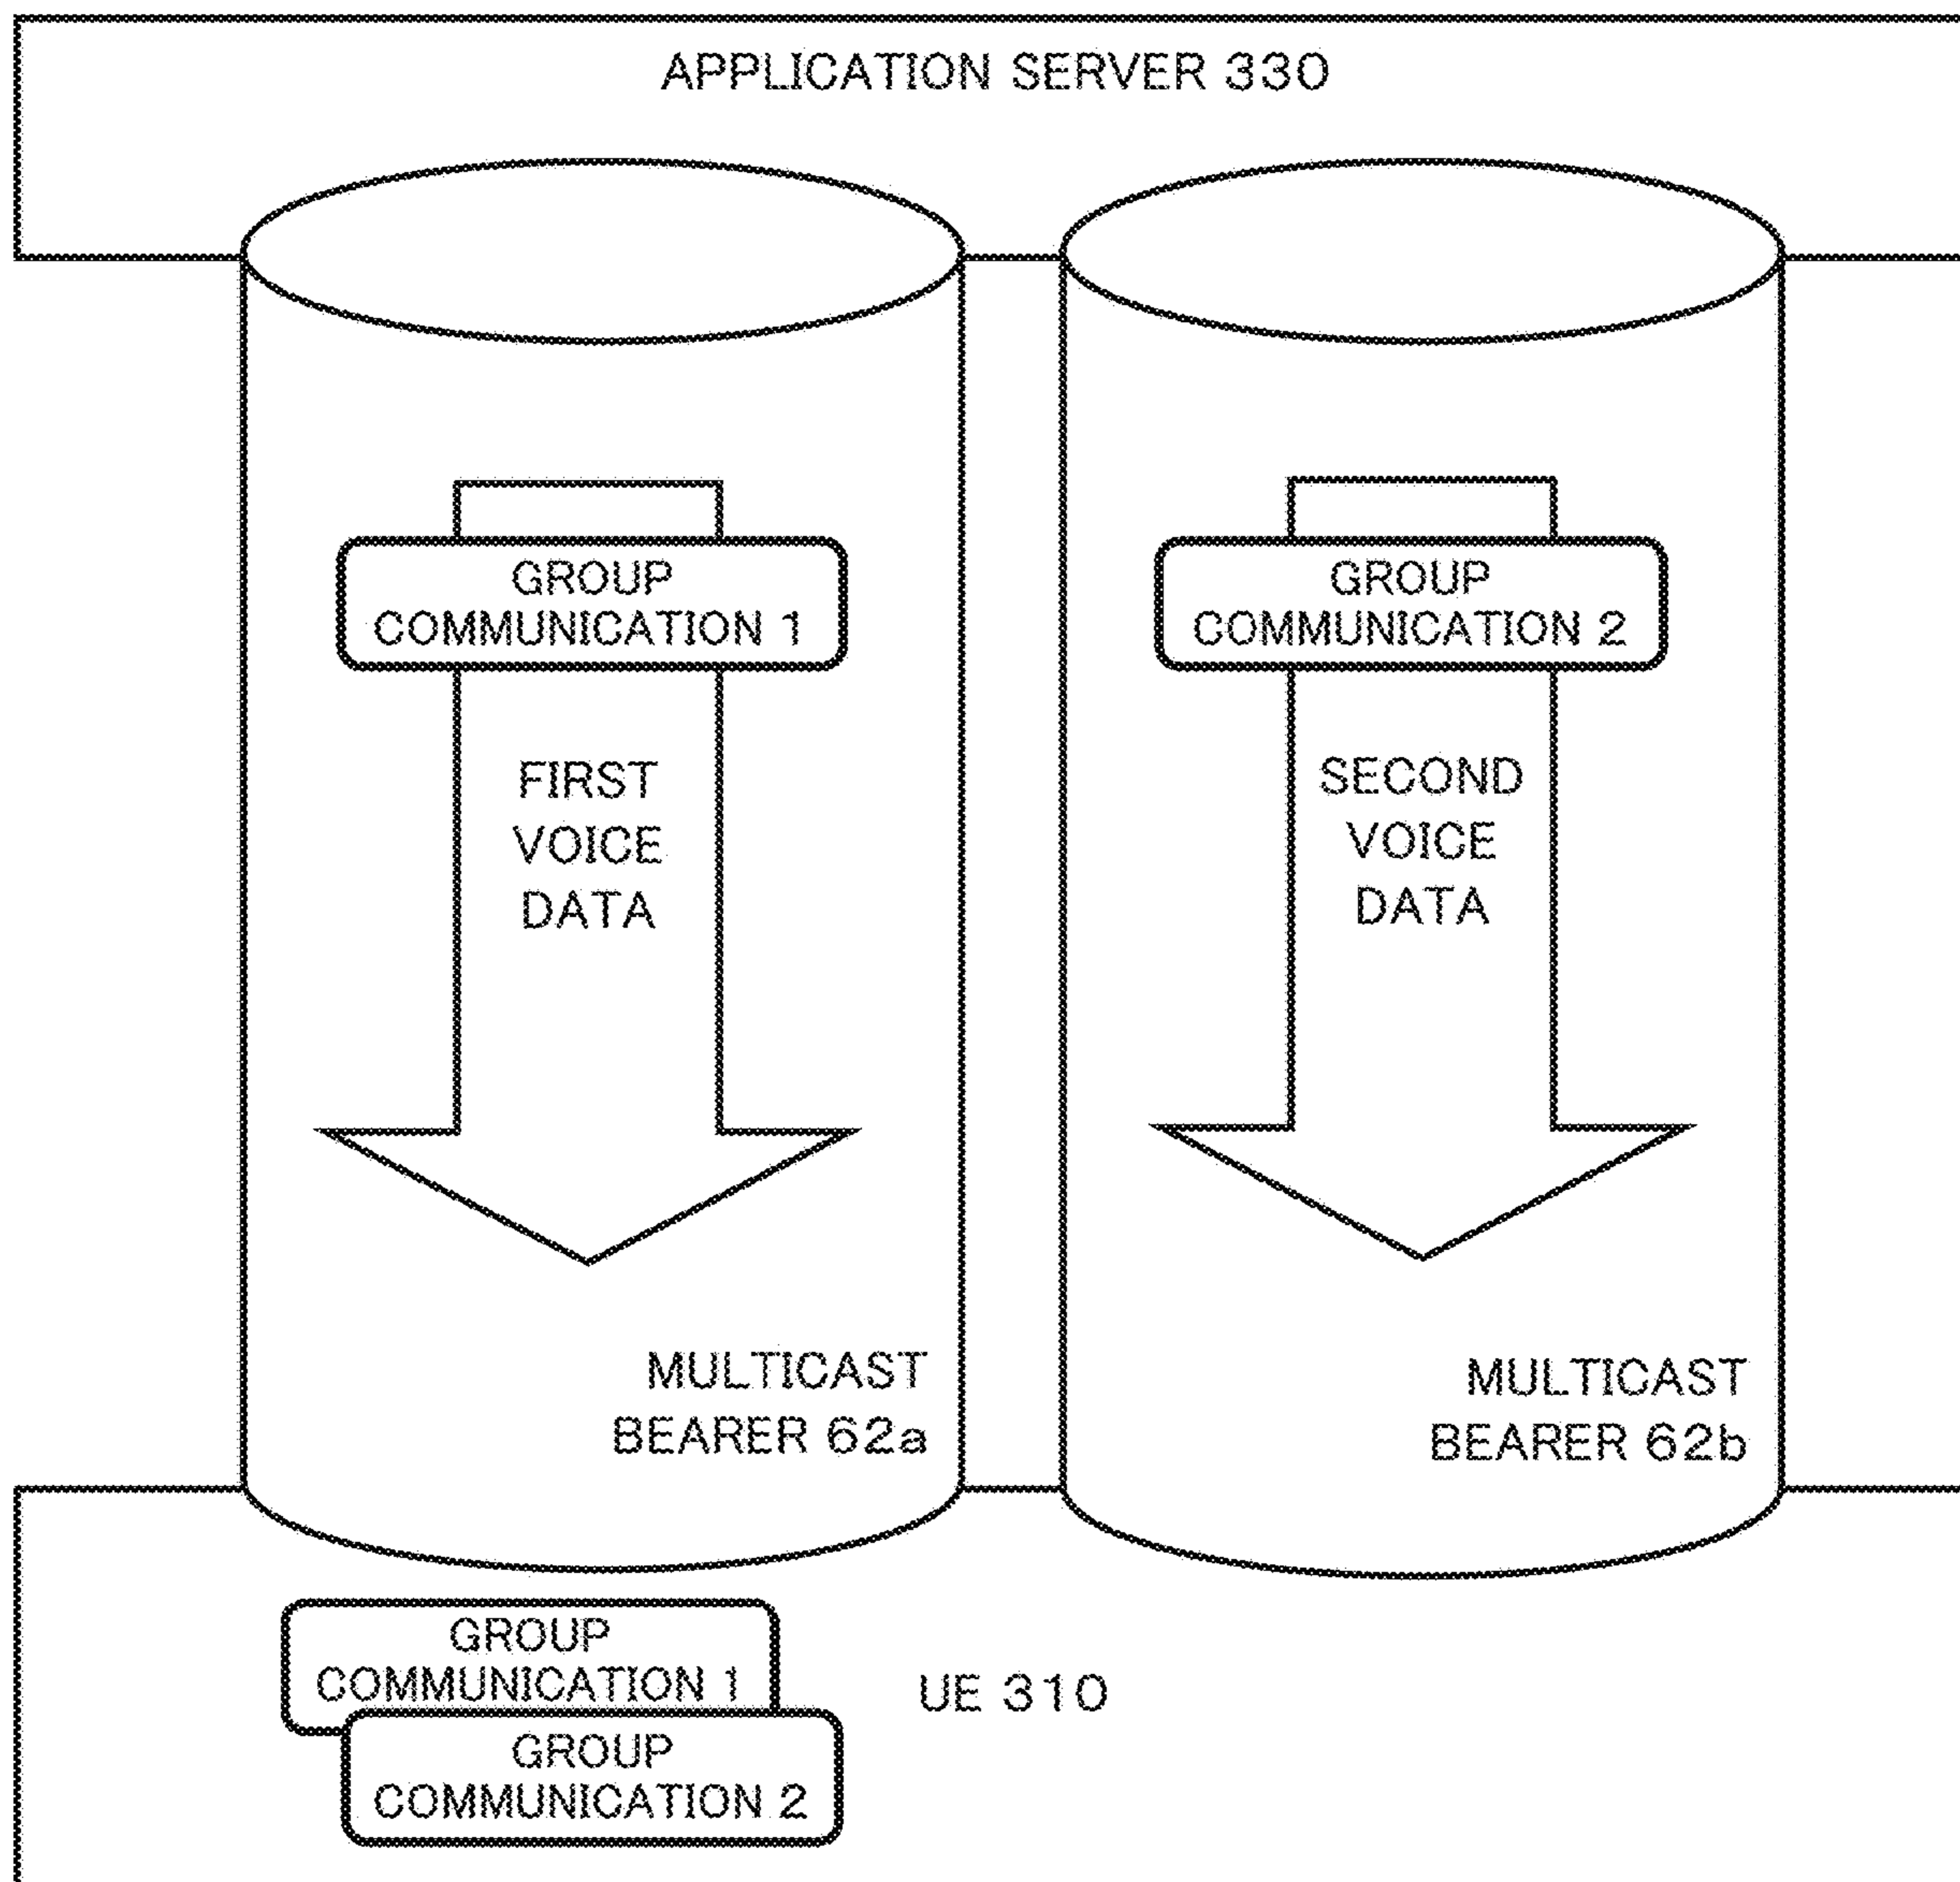 APPLICATION SERVER 330
GROUP
COMMUNICATION 1
FIRST
VOICE
DATA
MULTICAST
BEARER 62a
GROUP
COMMUNICATION 2
SECOND
VOICE
DATA
MULTICAST
BEARER 62b
GROUP
COMMUNICATION 1
GROUP
COMMUNICATION 2
UE 310